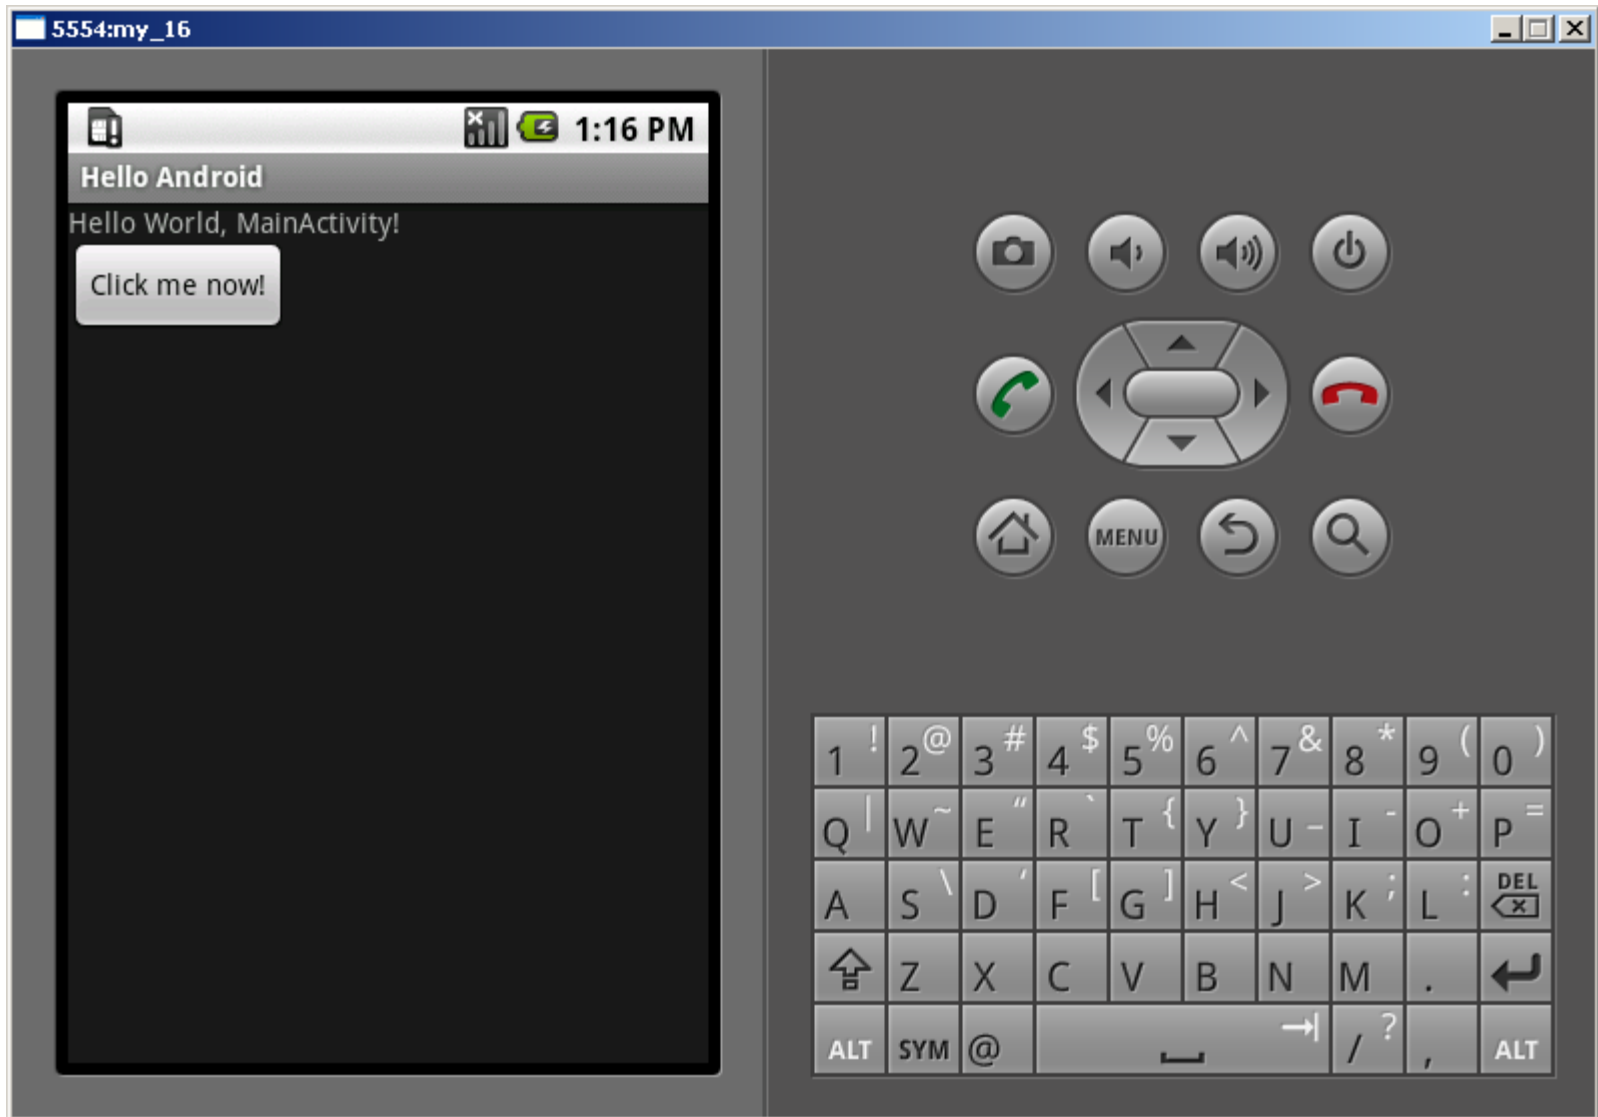 5554:my_16
1:16 PM
Hello Android
Hello World, MainActivity!
Click me now!
MENU
1 ! 2 @ 3 # 4 $ 5 % 6 ^ 7 & 8 * 9 ( 0 )
Q | W ~ E " R ` T { Y } U _ I - O + P =
A S \ D ' F [ G ] H < J > K ; L : DEL
Z X C V B N M .
ALT SYM @ / ? , ALT